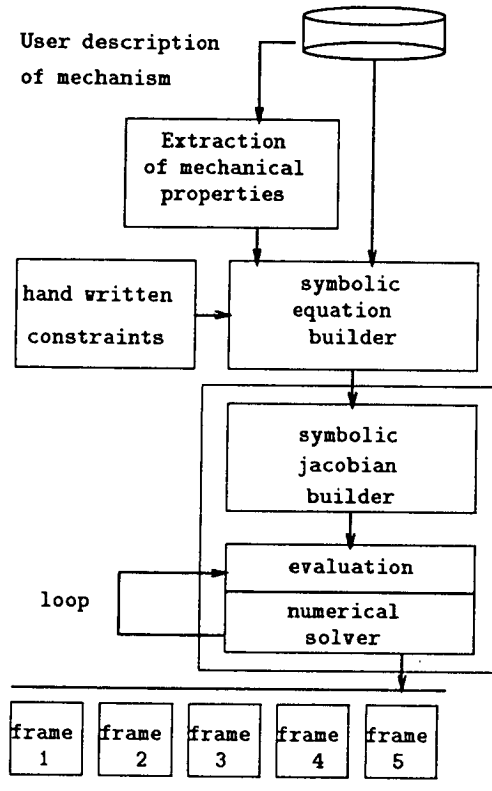 User description
of mechanism
Extraction
of mechanical
properties
hand written
constraints
symbolic
equation
builder
symbolic
jacobian
builder
evaluation
loop
numerical
solver
frame
1
frame
2
frame
3
frame
4
frame
5